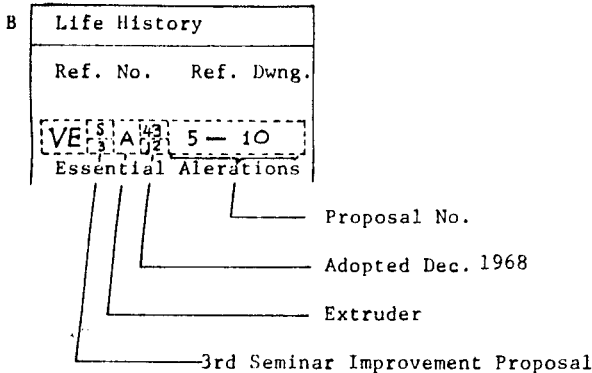 B Life History
Ref. No. Ref. Dwng.
VE S 3 A 43 12 5 — 10
Essential Alerations
Proposal No.
Adopted Dec. 1968
Extruder
3rd Seminar Improvement Proposal